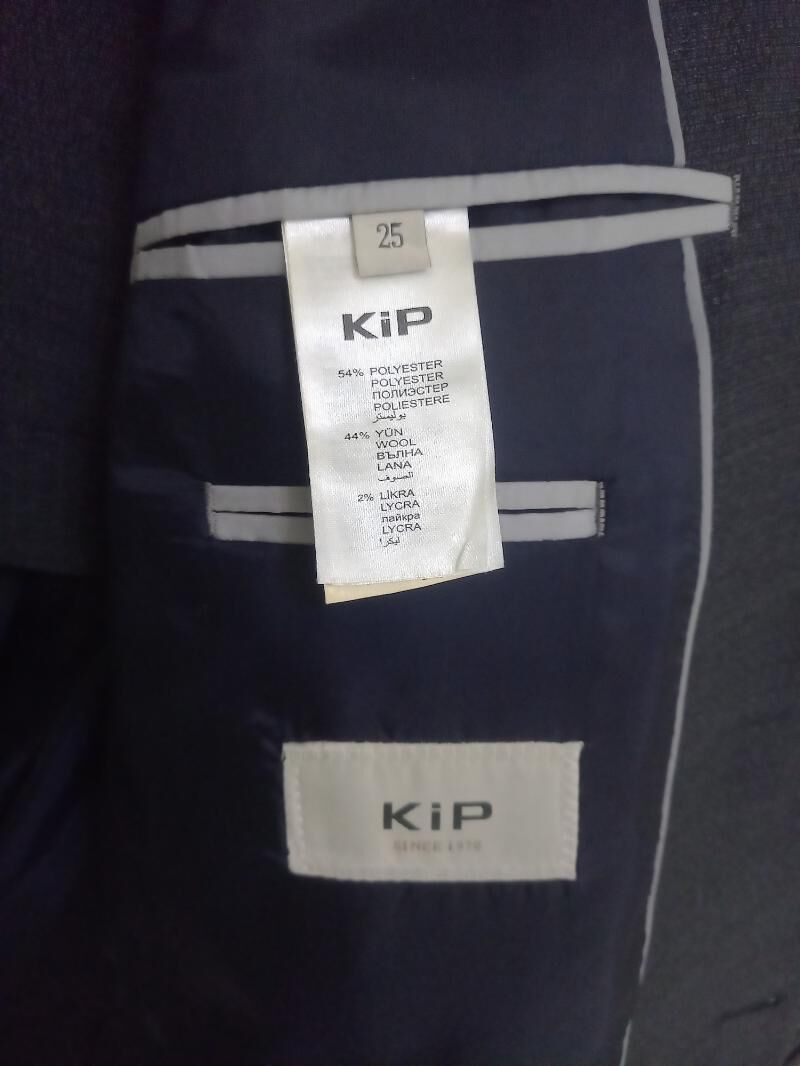 25
KiP
54% POLYESTER
POLYESTER
ПОЛИЭСТЕР
POLIESTERE
بوليستر
44% YÜN
WOOL
ВЪЛНА
LANA
الصوف
2% LİKRA
LYCRA
лайкра
LYCRA
ليكرا
KiP
SINCE 1970